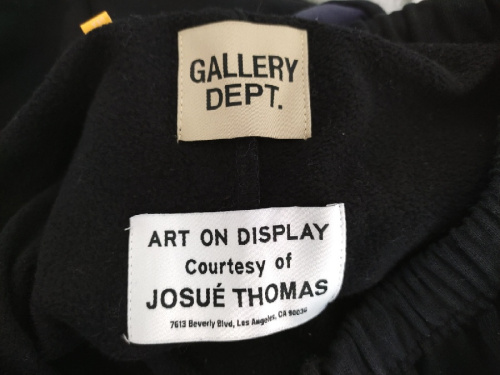 GALLERY
DEPT.
ART ON DISPLAY
Courtesy of
JOSUÉ THOMAS
7613 Beverly Blvd, Los Angeles, CA 90036